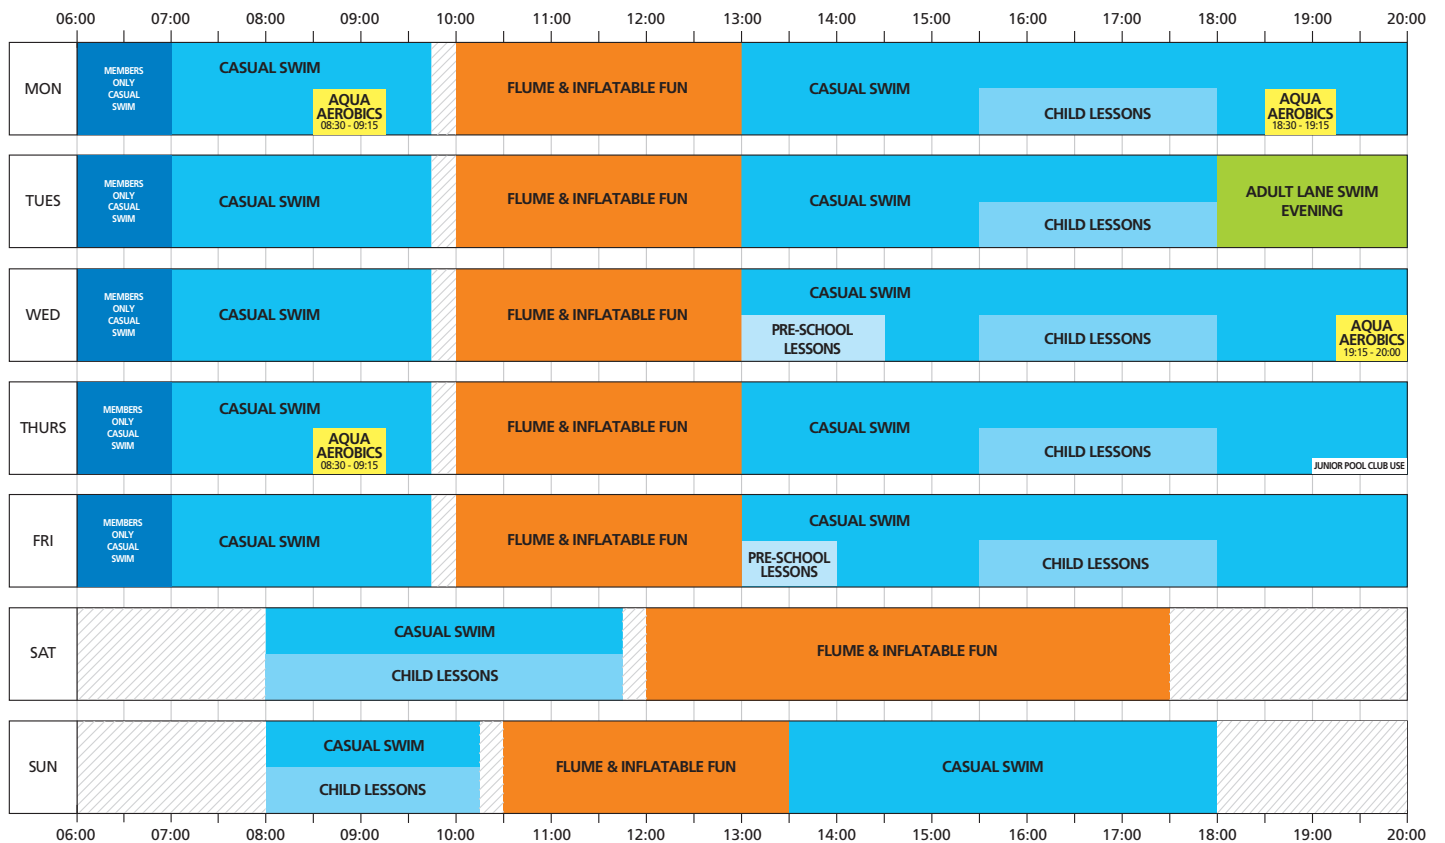 06:00 07:00 08:00 09:00 10:00 11:00 12:00 13:00 14:00 15:00 16:00 17:00 18:00 19:00 20:00
MON
MEMBERS
ONLY
CASUAL
SWIM
CASUAL SWIM
AQUA
AEROBICS
08:30 - 09:15
FLUME & INFLATABLE FUN
CASUAL SWIM
CHILD LESSONS
AQUA
AEROBICS
18:30 - 19:15
TUES
MEMBERS
ONLY
CASUAL
SWIM
CASUAL SWIM
FLUME & INFLATABLE FUN
CASUAL SWIM
CHILD LESSONS
ADULT LANE SWIM
EVENING
WED
MEMBERS
ONLY
CASUAL
SWIM
CASUAL SWIM
FLUME & INFLATABLE FUN
CASUAL SWIM
PRE-SCHOOL
LESSONS
CHILD LESSONS
AQUA
AEROBICS
19:15 - 20:00
THURS
MEMBERS
ONLY
CASUAL
SWIM
CASUAL SWIM
AQUA
AEROBICS
08:30 - 09:15
FLUME & INFLATABLE FUN
CASUAL SWIM
CHILD LESSONS
JUNIOR POOL CLUB USE
FRI
MEMBERS
ONLY
CASUAL
SWIM
CASUAL SWIM
FLUME & INFLATABLE FUN
CASUAL SWIM
PRE-SCHOOL
LESSONS
CHILD LESSONS
SAT
CASUAL SWIM
CHILD LESSONS
FLUME & INFLATABLE FUN
SUN
CASUAL SWIM
CHILD LESSONS
FLUME & INFLATABLE FUN
CASUAL SWIM
06:00 07:00 08:00 09:00 10:00 11:00 12:00 13:00 14:00 15:00 16:00 17:00 18:00 19:00 20:00